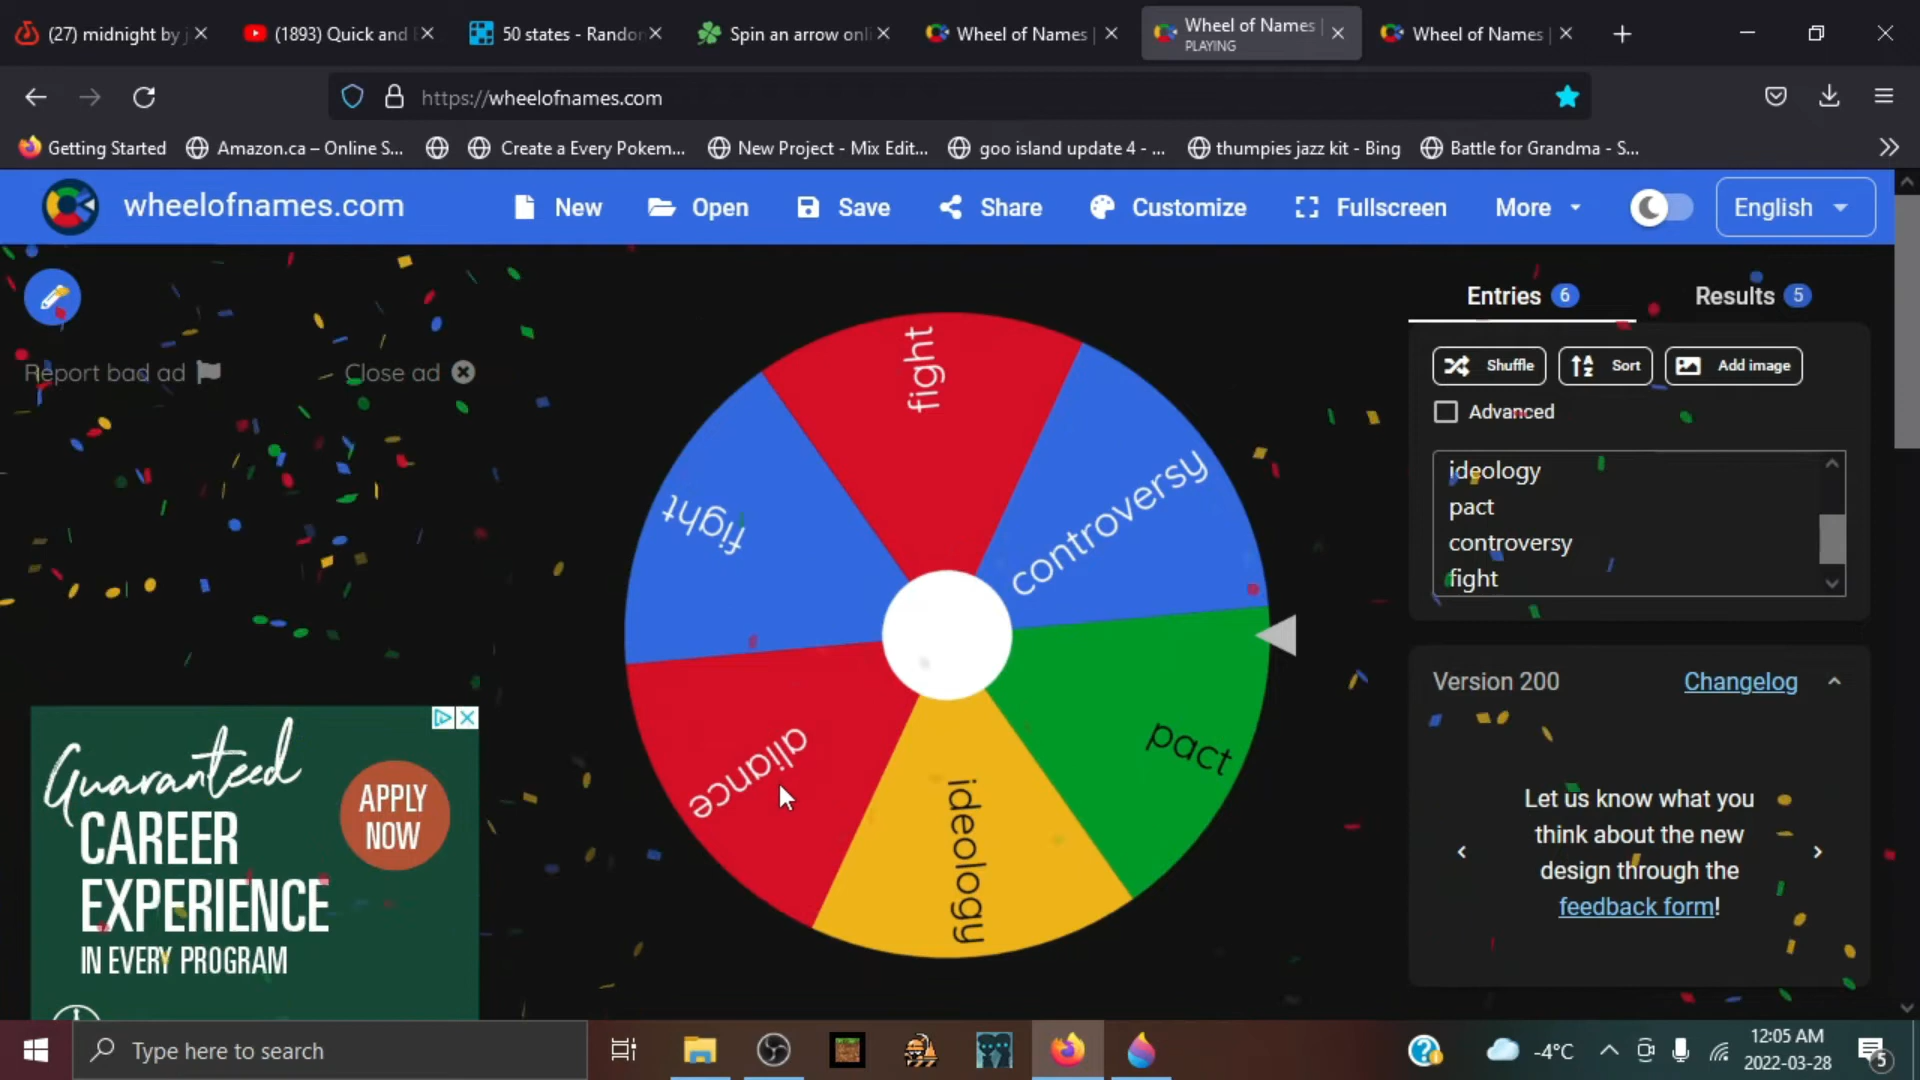 (27) midnight by j
(1893) Quick and
50 states - Random
Spin an arrow onli
Wheel of Names |
Wheel of Names |
PLAYING
Wheel of Names |
https://wheelofnames.com
Getting Started
Amazon.ca – Online S...
Create a Every Pokem...
New Project - Mix Edit...
goo island update 4 - ...
thumpies jazz kit - Bing
Battle for Grandma - S...
wheelofnames.com
New
Open
Save
Share
Customize
Fullscreen
More
English
Report bad ad
Close ad
Entries 6
Results 5
Shuffle
Sort
Add image
Advanced
ideology
pact
controversy
fight
fight
controversy
pact
ideology
alliance
fight
Version 200
Changelog
Let us know what you
think about the new
design through the
feedback form!
Guaranteed
CAREER
EXPERIENCE
IN EVERY PROGRAM
APPLY
NOW
Type here to search
-4°C
12:05 AM
2022-03-28
5